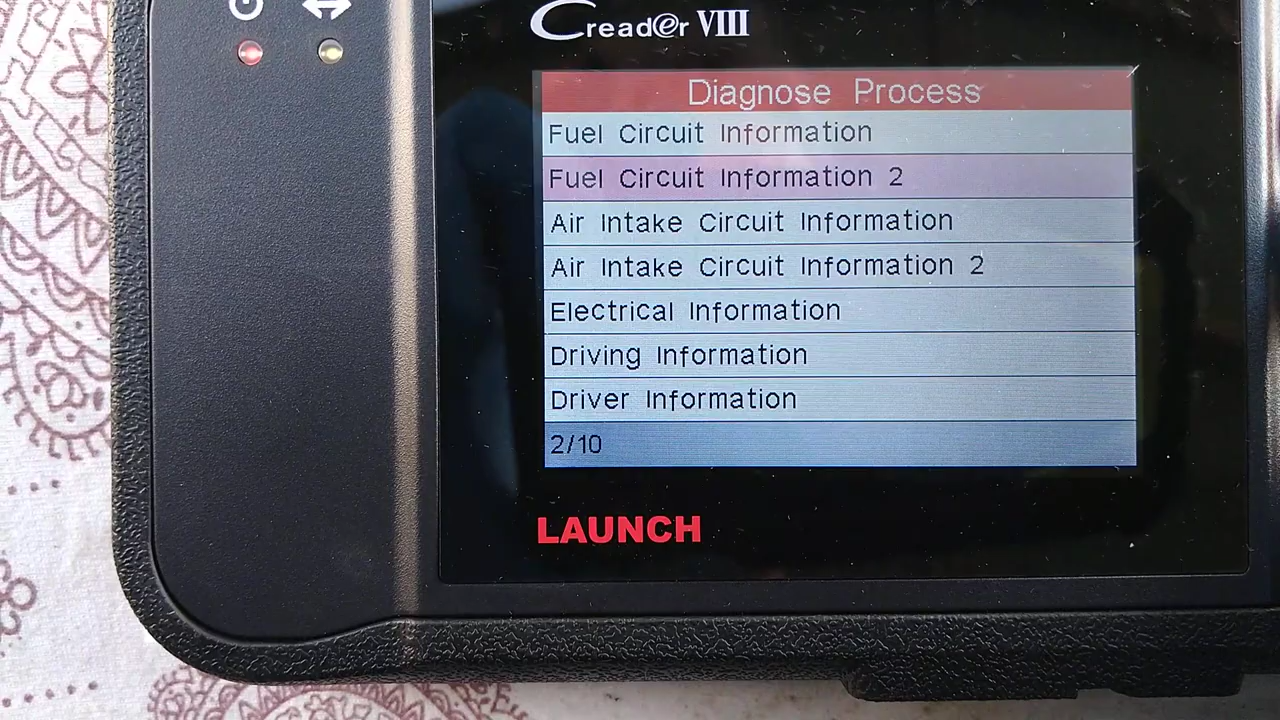 Creader VIII
Diagnose Process
Fuel Circuit Information
Fuel Circuit Information 2
Air Intake Circuit Information
Air Intake Circuit Information 2
Electrical Information
Driving Information
Driver Information
2/10
LAUNCH